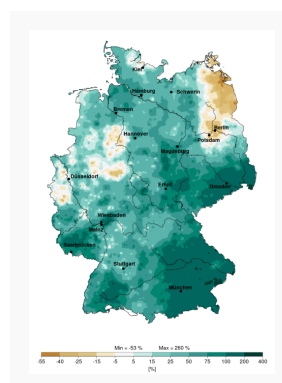 Kiel
Hamburg
Schwerin
Bremen
Berlin
Hannover
Potsdam
Magdeburg
Düsseldorf
Erfurt
Dresden
Wiesbaden
Mainz
Saarbrücken
Stuttgart
München
Min = -53 % Max = 260 %
-55 -40 -25 -15 -5 5 15 25 50 75 100 200 400
[%]